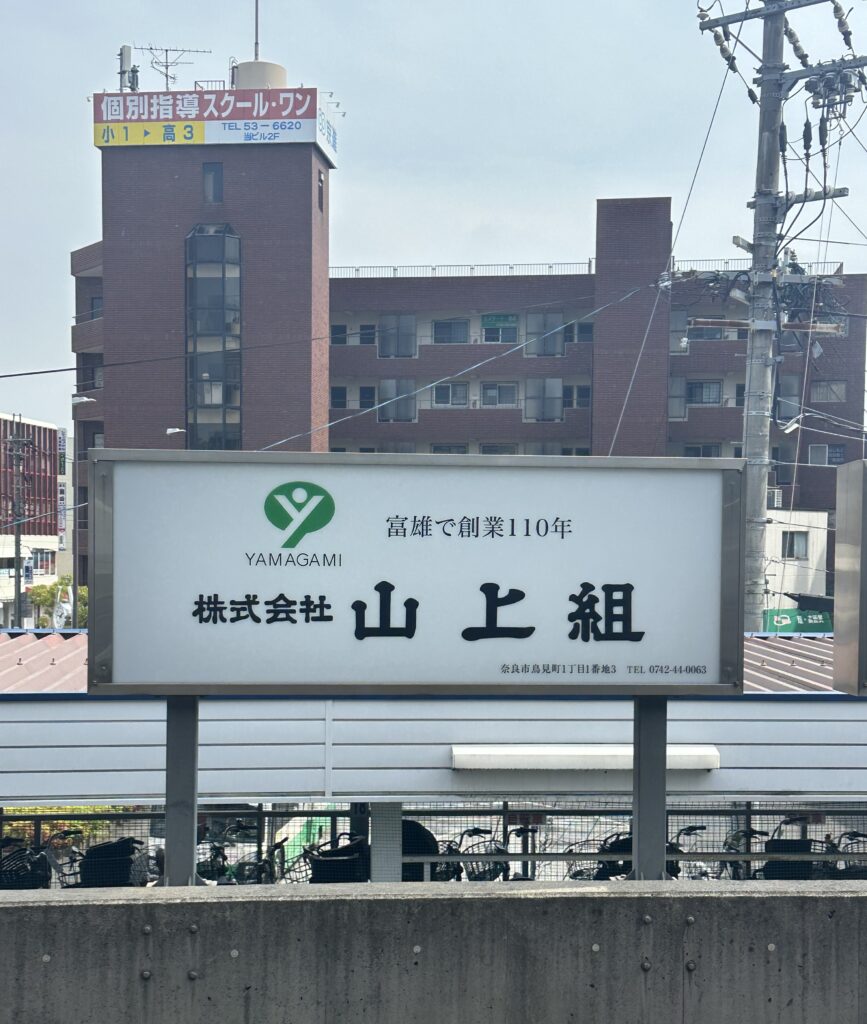 個別指導スクール・ワン
小1 ▶ 高3
TEL 53-6620
当ビル2F
YAMAGAMI
富雄で創業110年
株式会社 山上組
奈良市鳥見町1丁目1番地3 TEL 0742-44-0063